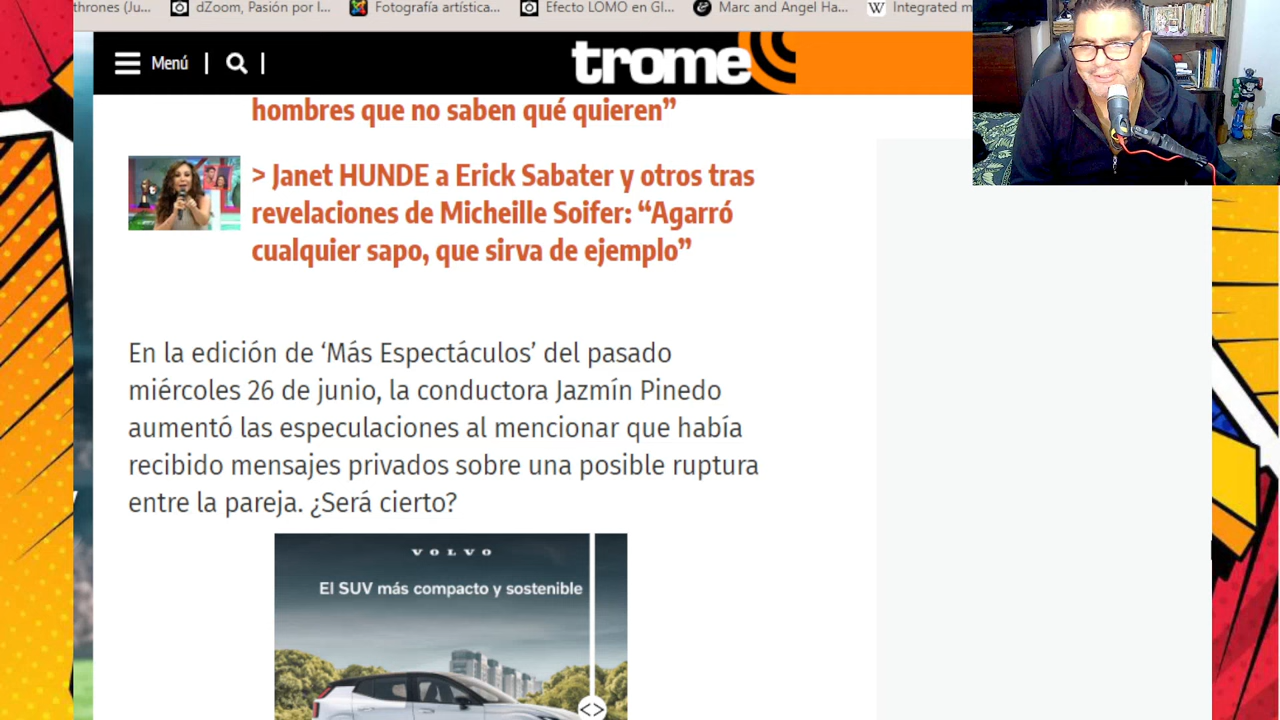 thrones (Ju...
dZoom, Pasión por l...
Fotografía artística...
Efecto LOMO en GI...
Marc and Angel Ha...
W Integrated m
Menú
trome
hombres que no saben qué quieren”
> Janet HUNDE a Erick Sabater y otros tras
revelaciones de Micheille Soifer: “Agarró
cualquier sapo, que sirva de ejemplo”
En la edición de ‘Más Espectáculos’ del pasado
miércoles 26 de junio, la conductora Jazmín Pinedo
aumentó las especulaciones al mencionar que había
recibido mensajes privados sobre una posible ruptura
entre la pareja. ¿Será cierto?
VOLVO
El SUV más compacto y sostenible